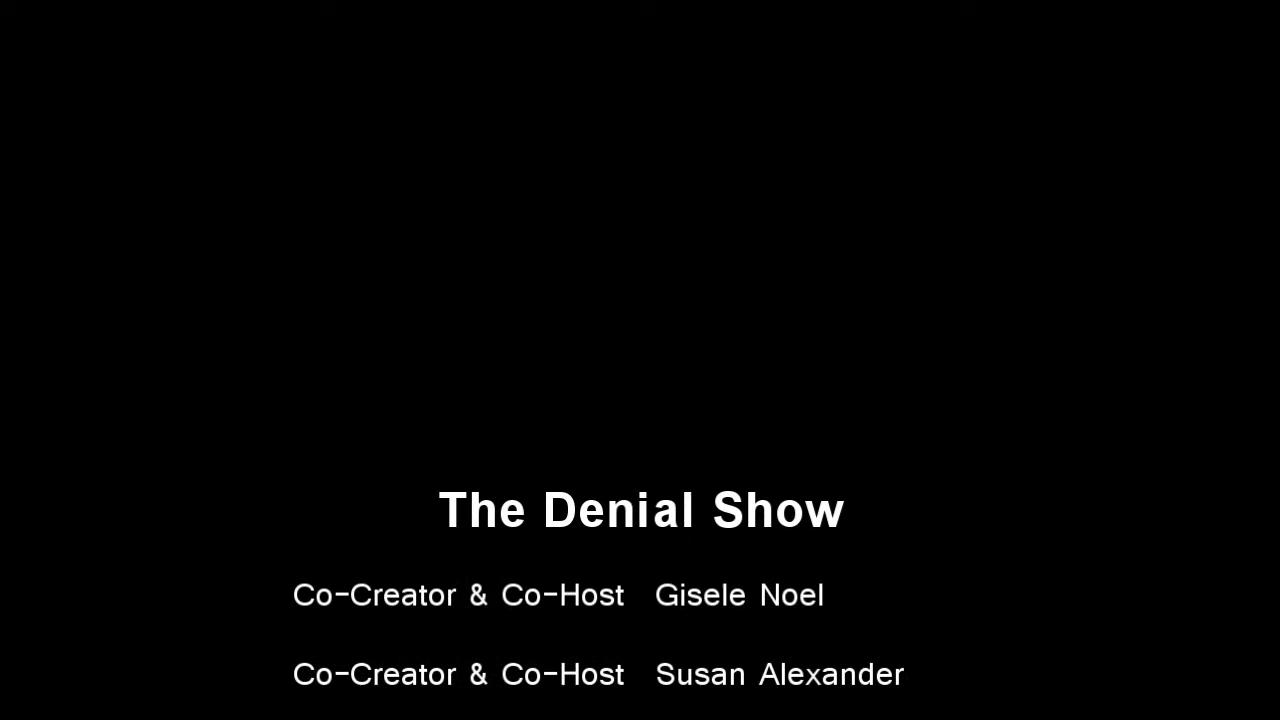 The Denial Show
Co-Creator & Co-Host Gisele Noel
Co-Creator & Co-Host Susan Alexander